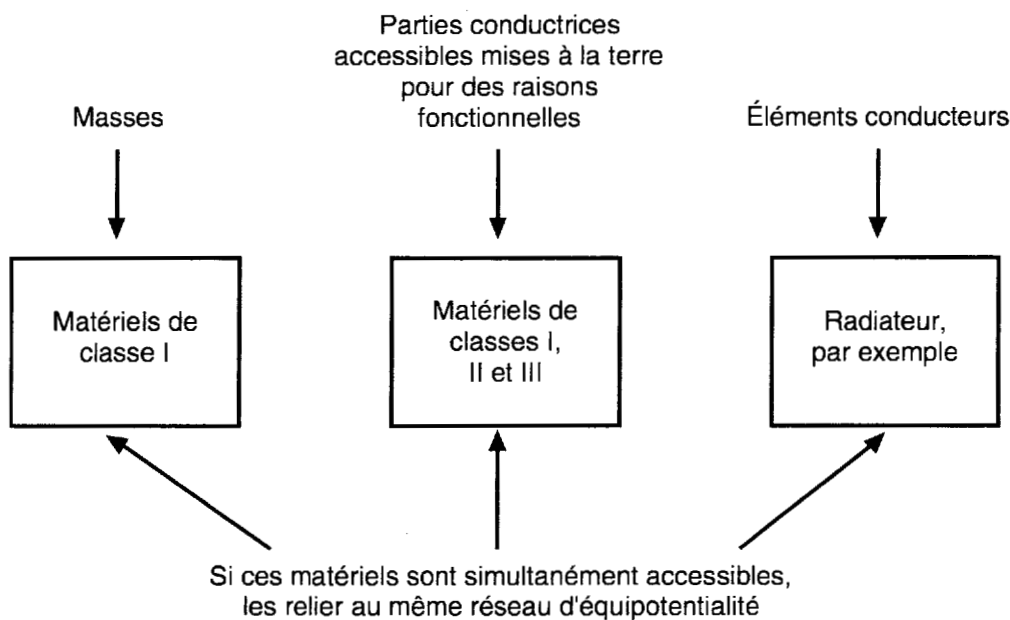 Parties conductrices
accessibles mises à la terre
pour des raisons
fonctionnelles
Masses
Éléments conducteurs
Matériels de
classe I
Matériels de
classes I,
II et III
Radiateur,
par exemple
Si ces matériels sont simultanément accessibles,
les relier au même réseau d'équipotentialité